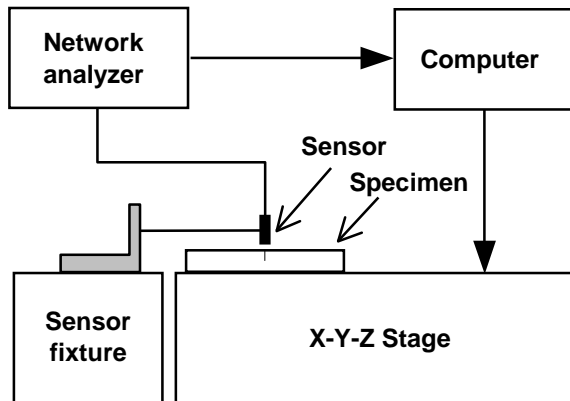 Network
analyzer
Computer
Sensor
Specimen
Sensor
fixture
X-Y-Z Stage